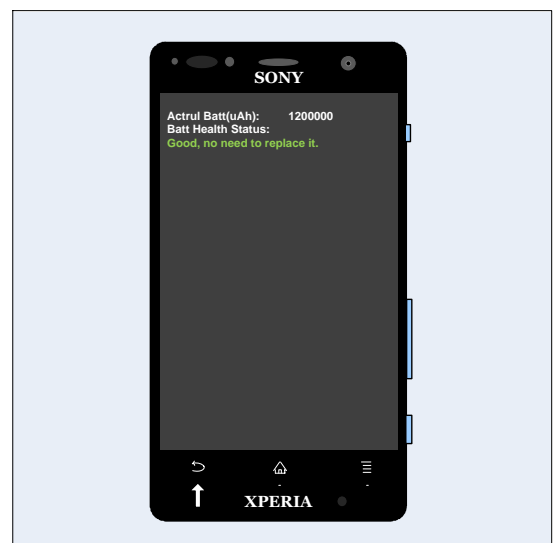 SONY
Actrul Batt(uAh): 1200000
Batt Health Status:
Good, no need to replace it.
XPERIA